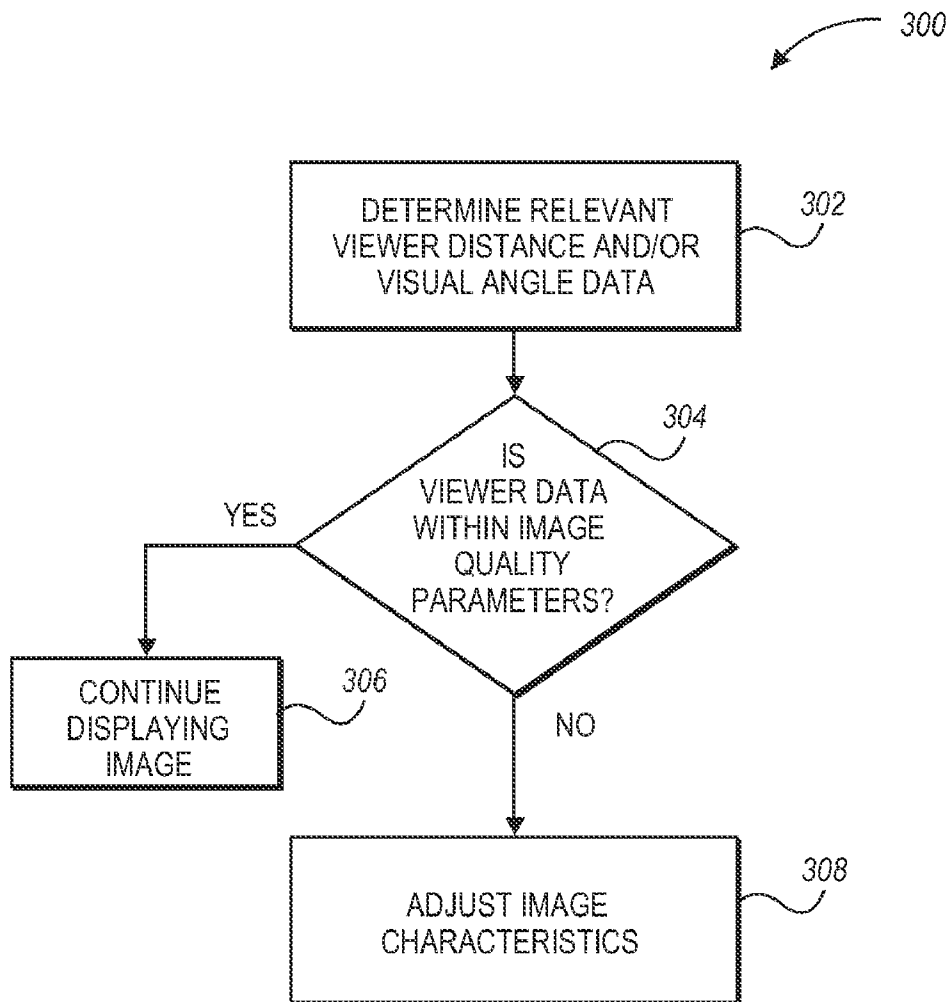 300
DETERMINE RELEVANT
VIEWER DISTANCE AND/OR
VISUAL ANGLE DATA
302
IS
VIEWER DATA
WITHIN IMAGE
QUALITY
PARAMETERS?
304
YES
CONTINUE
DISPLAYING
IMAGE
306
NO
ADJUST IMAGE
CHARACTERISTICS
308